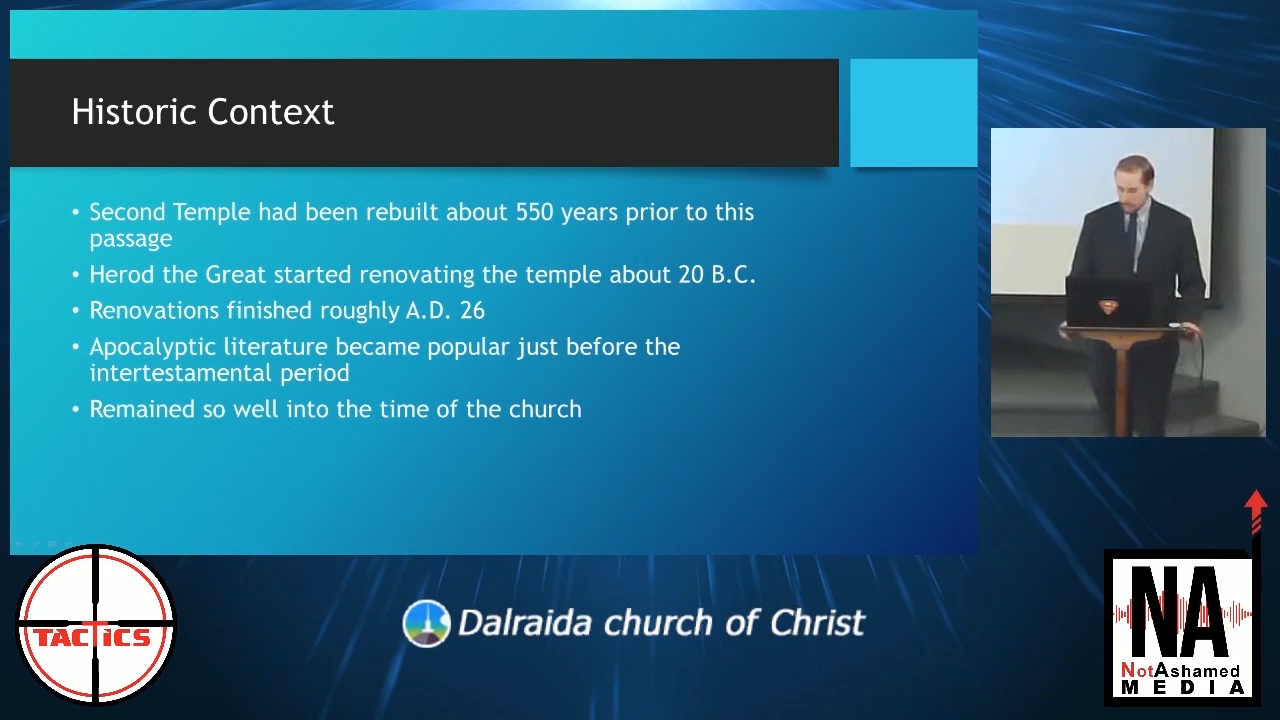 Historic Context
• Second Temple had been rebuilt about 550 years prior to this
passage
• Herod the Great started renovating the temple about 20 B.C.
• Renovations finished roughly A.D. 26
• Apocalyptic literature became popular just before the
intertestamental period
• Remained so well into the time of the church
TACTICS
Dalraida church of Christ
NA
NotAshamed
MEDIA